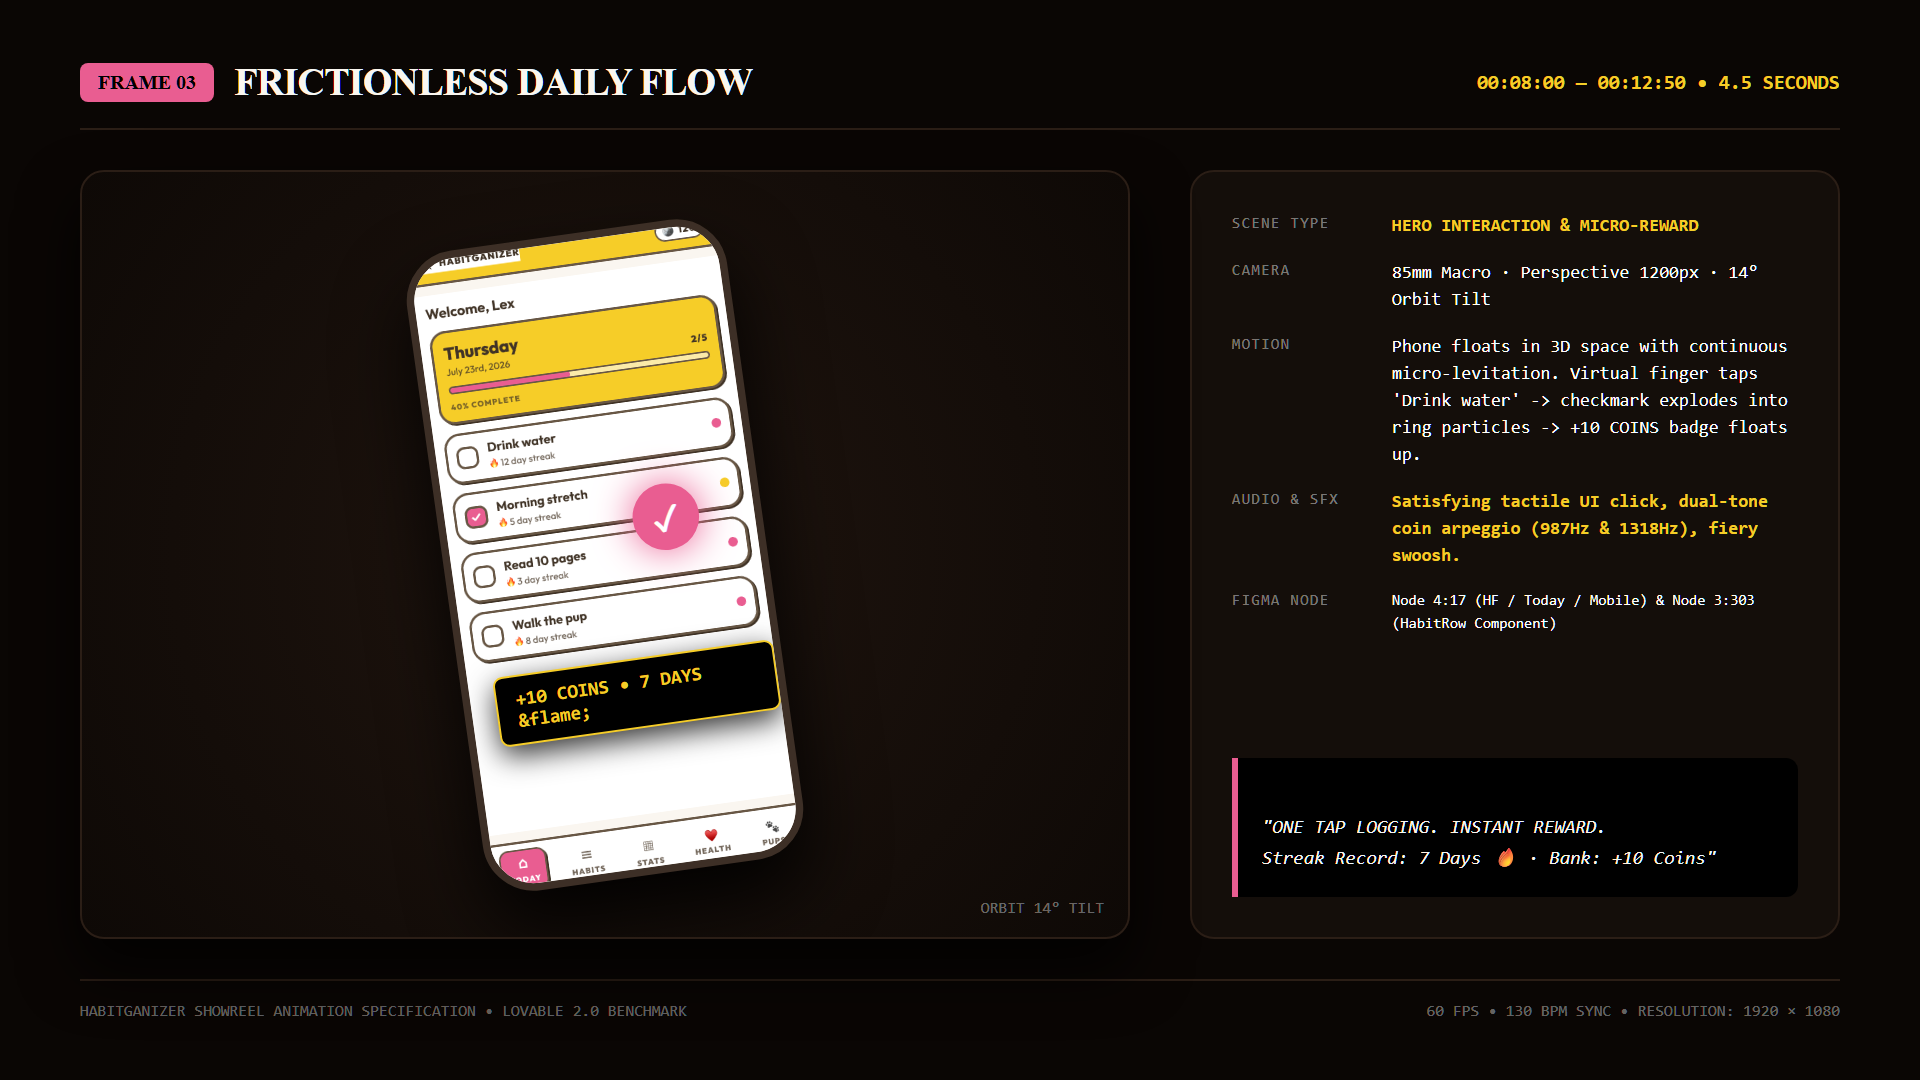 FRAME 03
FRICTIONLESS DAILY FLOW
00:08:00 — 00:12:50 • 4.5 SECONDS
HABITGANIZER
Welcome, Lex
Thursday
2/5
July 23rd, 2026
40% COMPLETE
Drink water
🔥 12 day streak
Morning stretch
🔥 5 day streak
Read 10 pages
🔥 3 day streak
Walk the pup
🔥 8 day streak
+10 COINS • 7 DAYS
&flame;
HABITS
STATS
HEALTH
ORBIT 14° TILT
SCENE TYPE
HERO INTERACTION & MICRO-REWARD
CAMERA
85mm Macro · Perspective 1200px · 14°
Orbit Tilt
MOTION
Phone floats in 3D space with continuous
micro-levitation. Virtual finger taps
'Drink water' -> checkmark explodes into
ring particles -> +10 COINS badge floats
up.
AUDIO & SFX
Satisfying tactile UI click, dual-tone
coin arpeggio (987Hz & 1318Hz), fiery
swoosh.
FIGMA NODE
Node 4:17 (HF / Today / Mobile) & Node 3:303
(HabitRow Component)
"ONE TAP LOGGING. INSTANT REWARD.
Streak Record: 7 Days 🔥 · Bank: +10 Coins"
HABITGANIZER SHOWREEL ANIMATION SPECIFICATION • LOVABLE 2.0 BENCHMARK
60 FPS • 130 BPM SYNC • RESOLUTION: 1920 × 1080